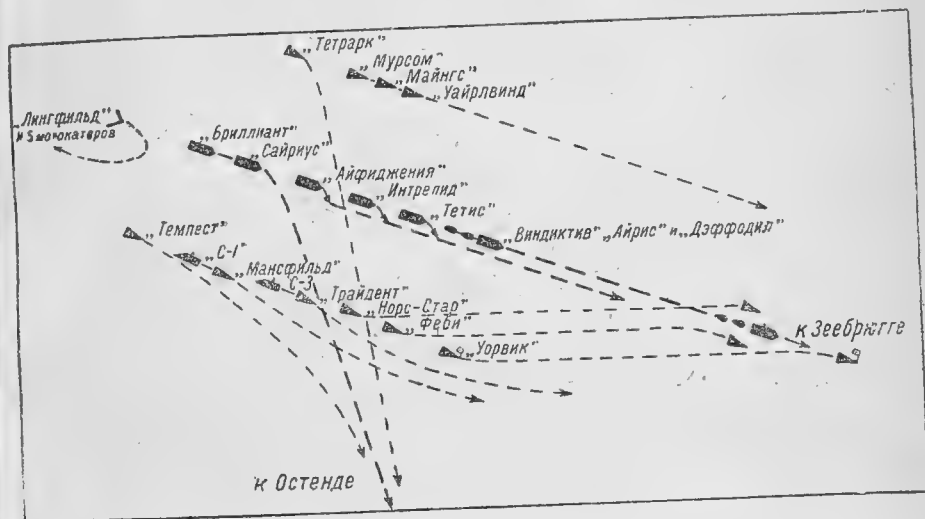 „Тетрарк”
„Мурсом”
„Майнгс”
„Уайрлвинд”
„Лингфильд”
и 5 мотокатеров
„Бриллиант”
„Сайриус”
„Айфиджения”
„Интрепид”
„Тетис”
„Виндиктив” „Айрис” и „Дэффодил”
„Темпест”
„С-1”
„Мансфильд”
„С-3
„Трайдент”
„Норс-Стар”
„Феби”
„Уорвик”
к Зеебрюгге
к Остенде